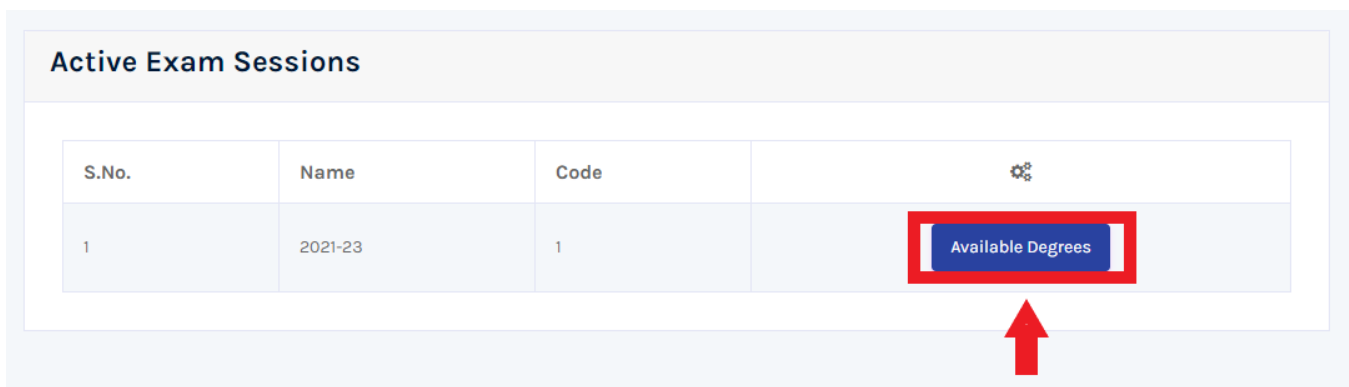 Active Exam Sessions
S.No. Name Code
1 2021-23 1 Available Degrees